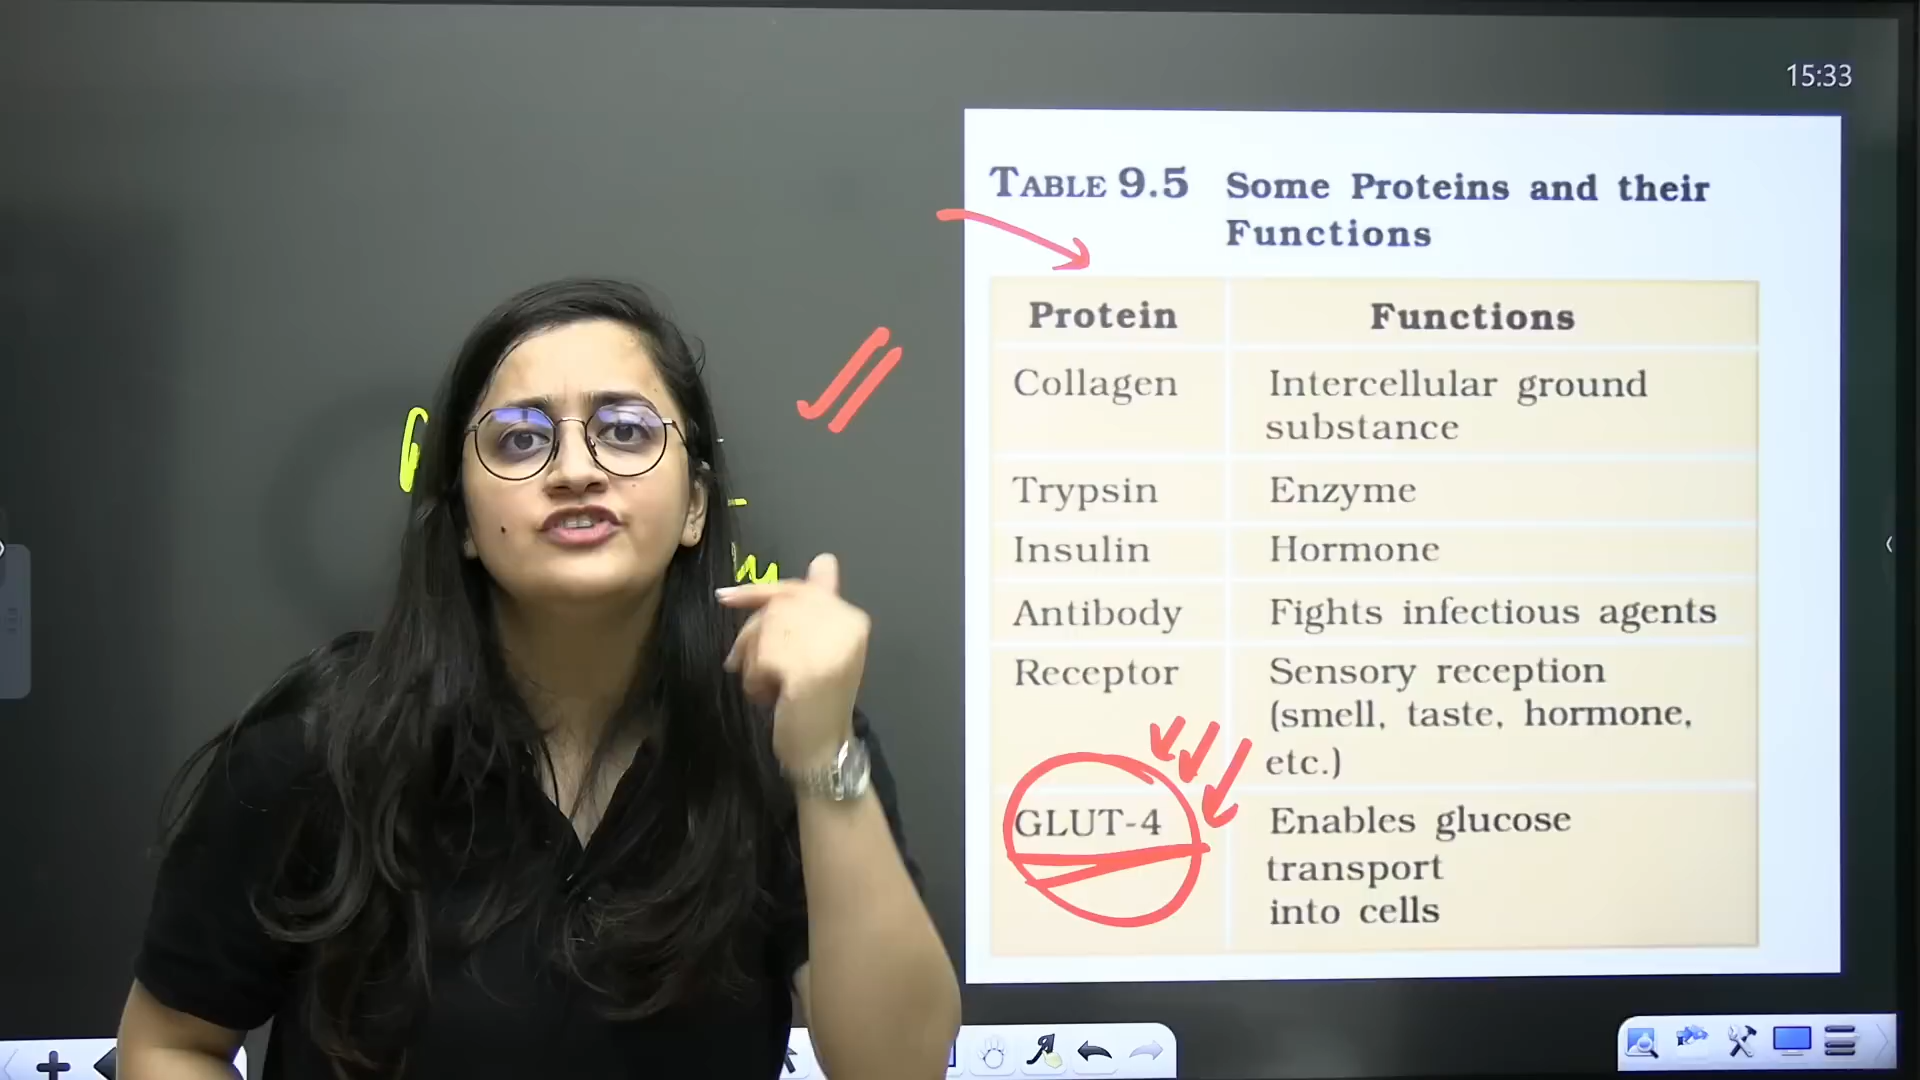 15:33
TABLE 9.5 Some Proteins and their
Functions
Protein Functions
Collagen Intercellular ground
substance
Trypsin Enzyme
Insulin Hormone
Antibody Fights infectious agents
Receptor Sensory reception
(smell, taste, hormone,
etc.)
GLUT-4 Enables glucose
transport
into cells